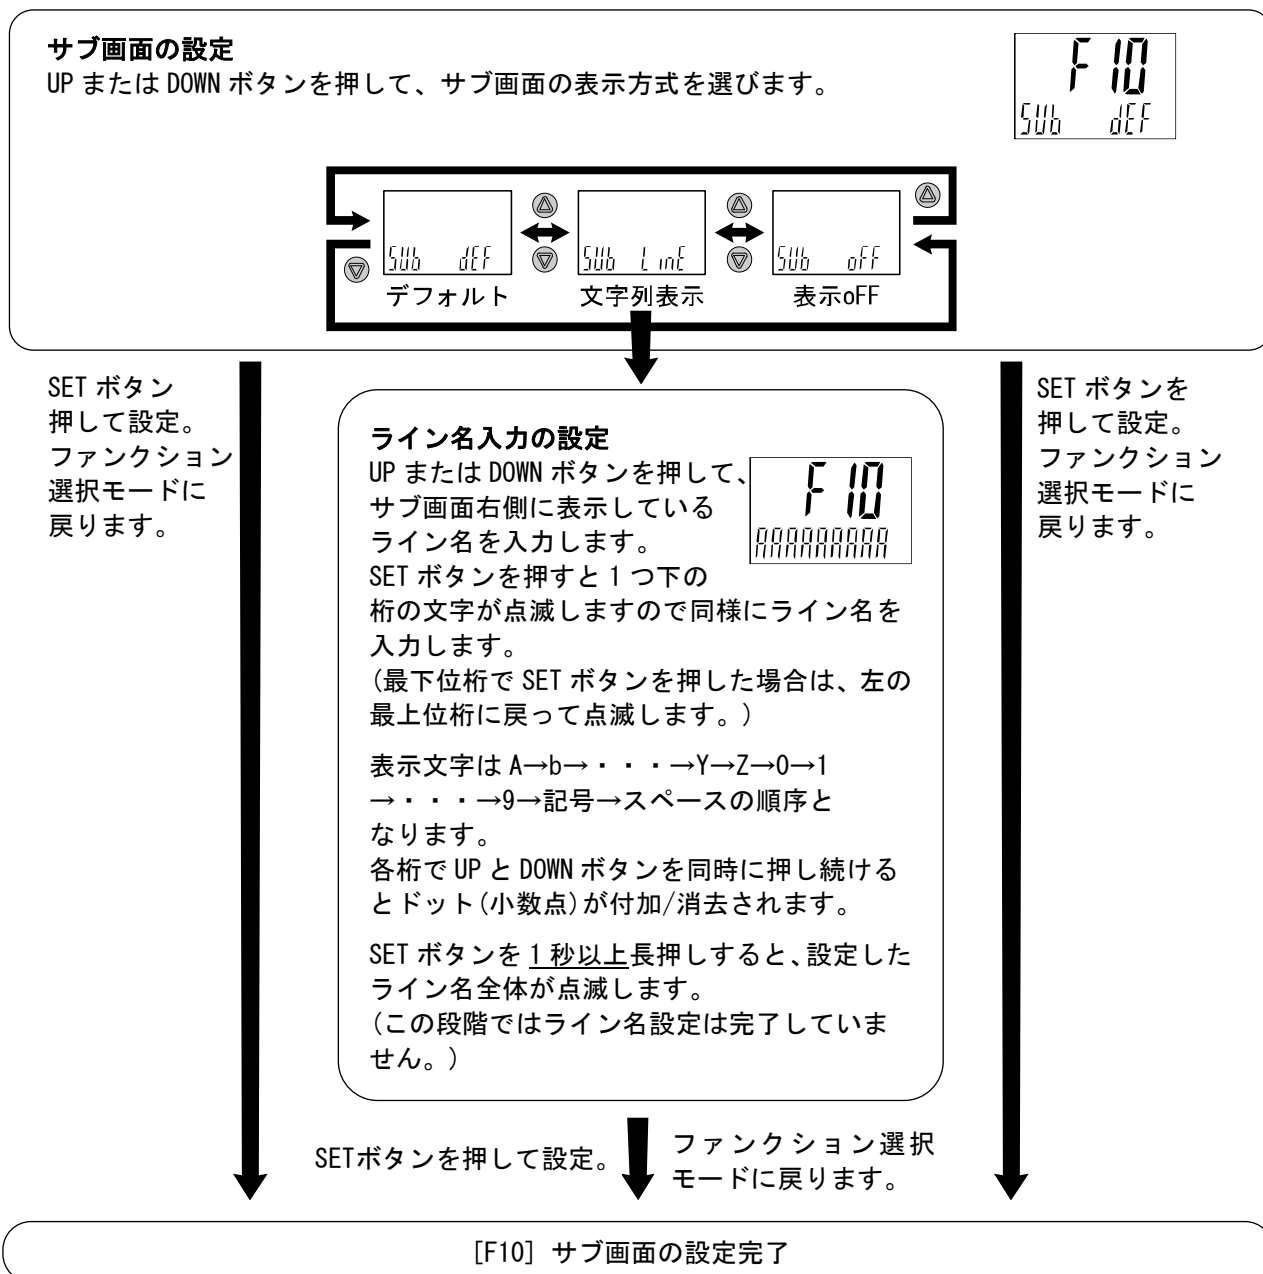 サブ画面の設定
UP または DOWN ボタンを押して、サブ画面の表示方式を選びます。
F 10
SUb dEF
SUb dEF
SUb LinE
SUb oFF
デフォルト
文字列表示
表示oFF
SET ボタン
押して設定。
ファンクション
選択モードに
戻ります。
ライン名入力の設定
UP または DOWN ボタンを押して、
サブ画面右側に表示している
ライン名を入力します。
SET ボタンを押すと 1 つ下の
桁の文字が点滅しますので同様にライン名を
入力します。
(最下位桁で SET ボタンを押した場合は、左の
最上位桁に戻って点滅します。)
F 10
AAAAAAAAA
表示文字は A→b→・・・→Y→Z→0→1
→・・・→9→記号→スペースの順序と
なります。
各桁で UP と DOWN ボタンを同時に押し続ける
とドット(小数点)が付加/消去されます。
SET ボタンを 1 秒以上長押しすると、設定した
ライン名全体が点滅します。
(この段階ではライン名設定は完了していま
せん。)
SET ボタンを
押して設定。
ファンクション
選択モードに
戻ります。
SETボタンを押して設定。
ファンクション選択
モードに戻ります。
[F10] サブ画面の設定完了